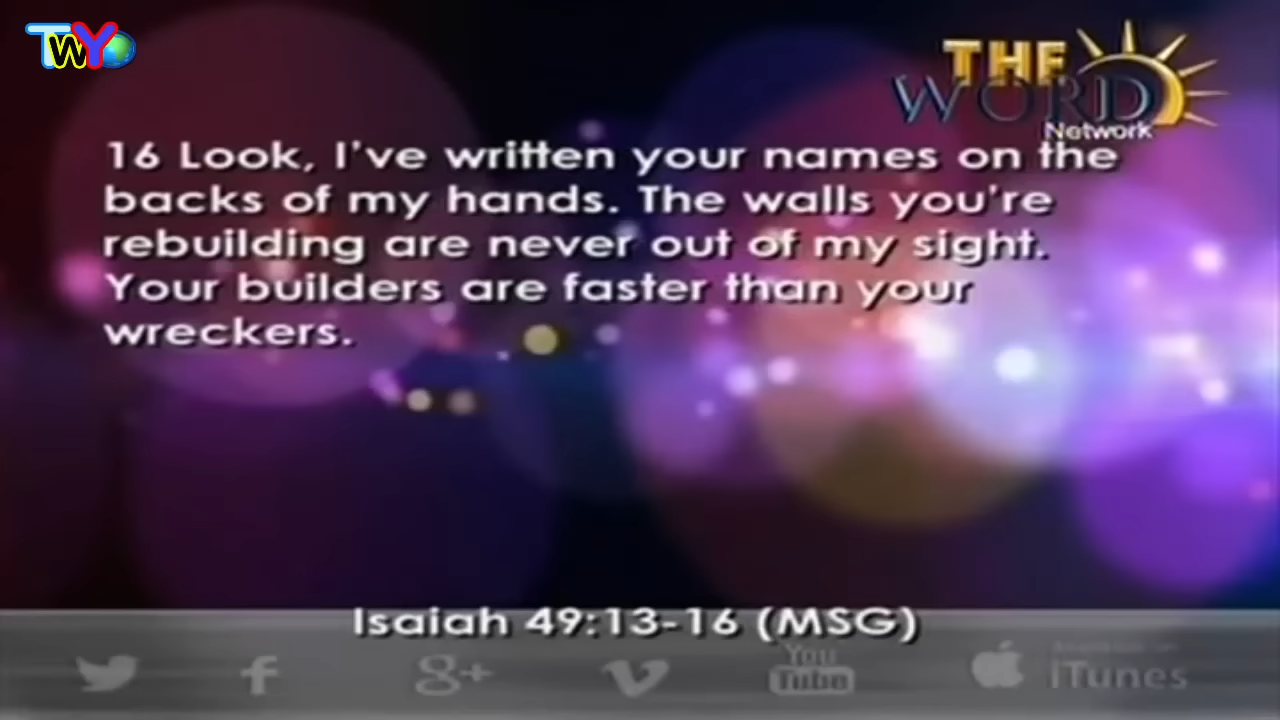 TWY
THE
WORD
Network
16 Look, I've written your names on the
backs of my hands. The walls you're
rebuilding are never out of my sight.
Your builders are faster than your
wreckers.
Isaiah 49:13-16 (MSG)
g+
You
Tube
iTunes